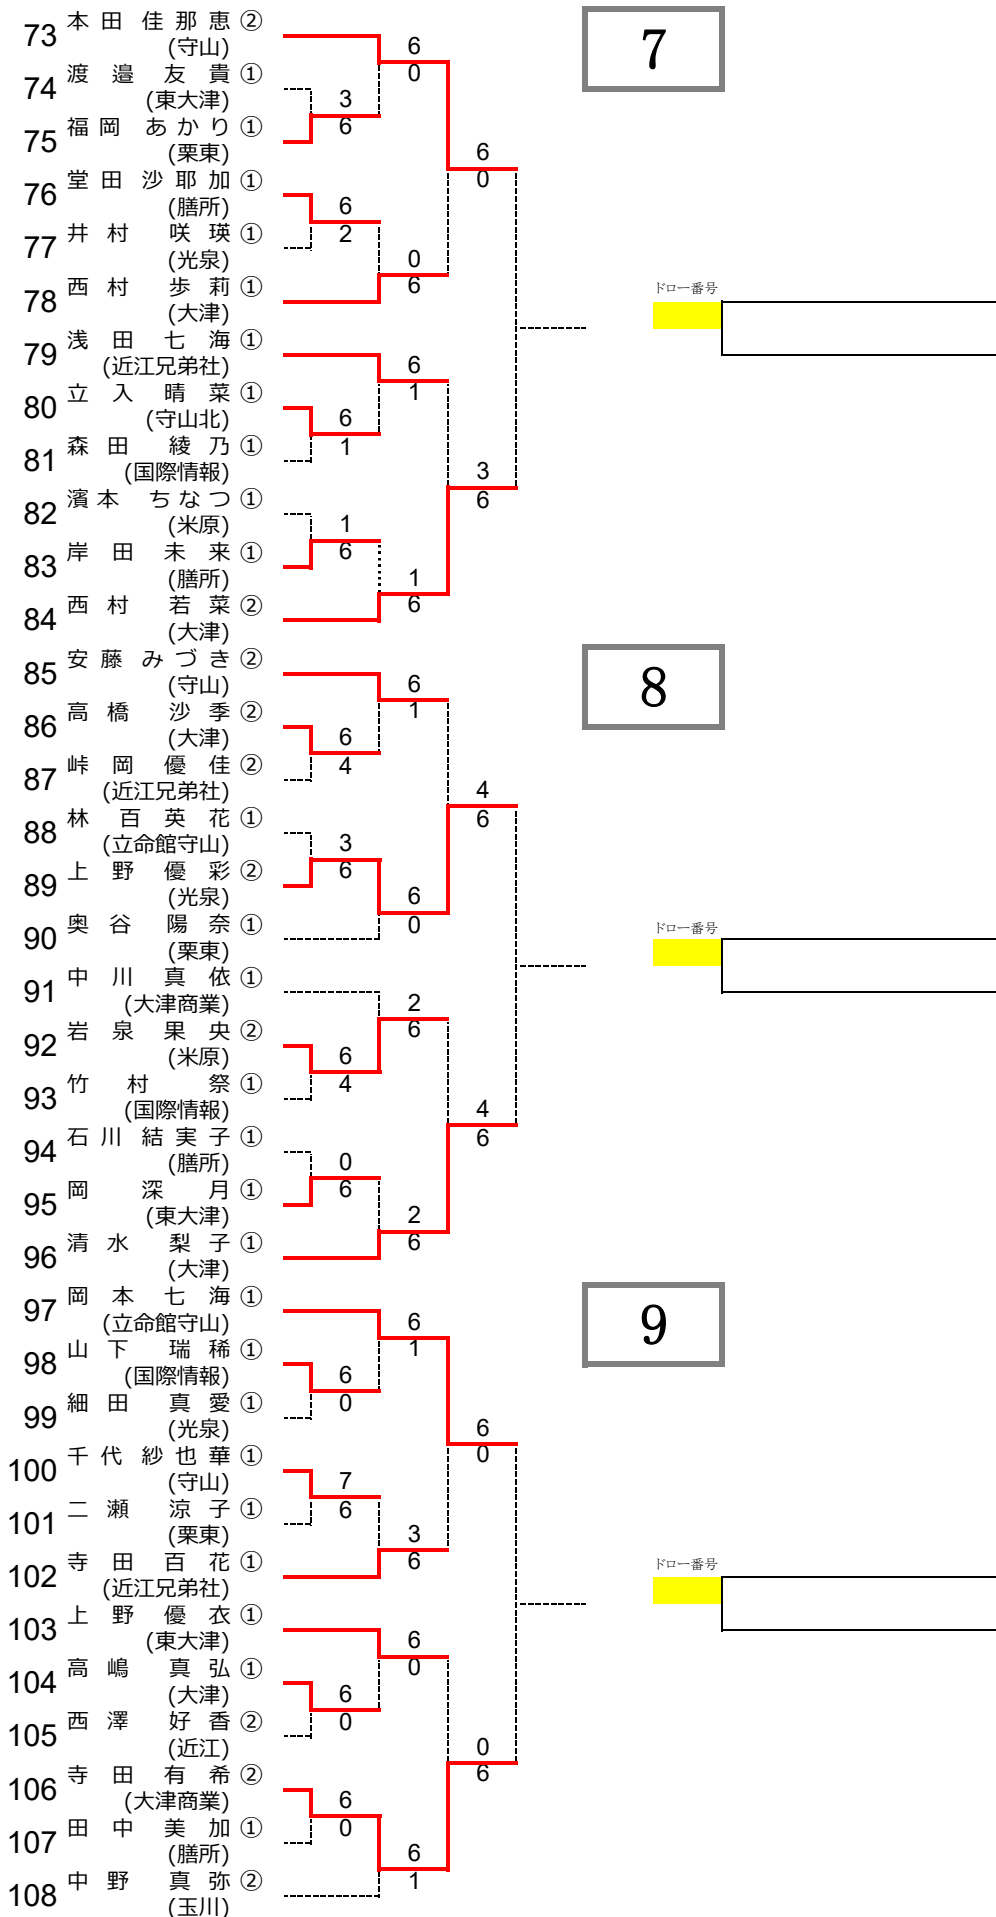 73 本田 佳那恵②
(守山)
6
0
7
74 渡邉 友貴①
(東大津)
3
6
75 福岡 あかり①
(栗東)
6
0
76 堂田 沙耶加①
(膳所)
6
2
77 井村 咲瑛①
(光泉)
0
6
78 西村 歩莉①
(大津)
ドロー番号
79 浅田 七海①
(近江兄弟社)
6
1
80 立入 晴菜①
(守山北)
6
1
81 森田 綾乃①
(国際情報)
3
6
82 濱本 ちなつ①
(米原)
1
6
83 岸田 未来①
(膳所)
1
6
84 西村 若菜②
(大津)
85 安藤 みづき②
(守山)
6
1
8
86 高橋 沙季②
(大津)
6
4
87 峠岡 優佳②
(近江兄弟社)
4
6
88 林 百英花①
(立命館守山)
3
6
89 上野 優彩②
(光泉)
6
0
90 奥谷 陽奈①
(栗東)
ドロー番号
91 中川 真依①
(大津商業)
2
6
92 岩泉 果央②
(米原)
6
4
93 竹村 祭①
(国際情報)
4
6
94 石川 結実子①
(膳所)
0
6
95 岡 深月①
(東大津)
2
6
96 清水 梨子①
(大津)
97 岡本 七海①
(立命館守山)
6
1
9
98 山下 瑞稀①
(国際情報)
6
0
99 細田 真愛①
(光泉)
6
0
100 千代 紗也華①
(守山)
7
6
101 二瀬 涼子①
(栗東)
3
6
102 寺田 百花①
(近江兄弟社)
ドロー番号
103 上野 優衣①
(東大津)
6
0
104 高嶋 真弘①
(大津)
6
0
105 西澤 好香②
(近江)
0
6
106 寺田 有希②
(大津商業)
6
0
107 田中 美加①
(膳所)
6
1
108 中野 真弥②
(玉川)